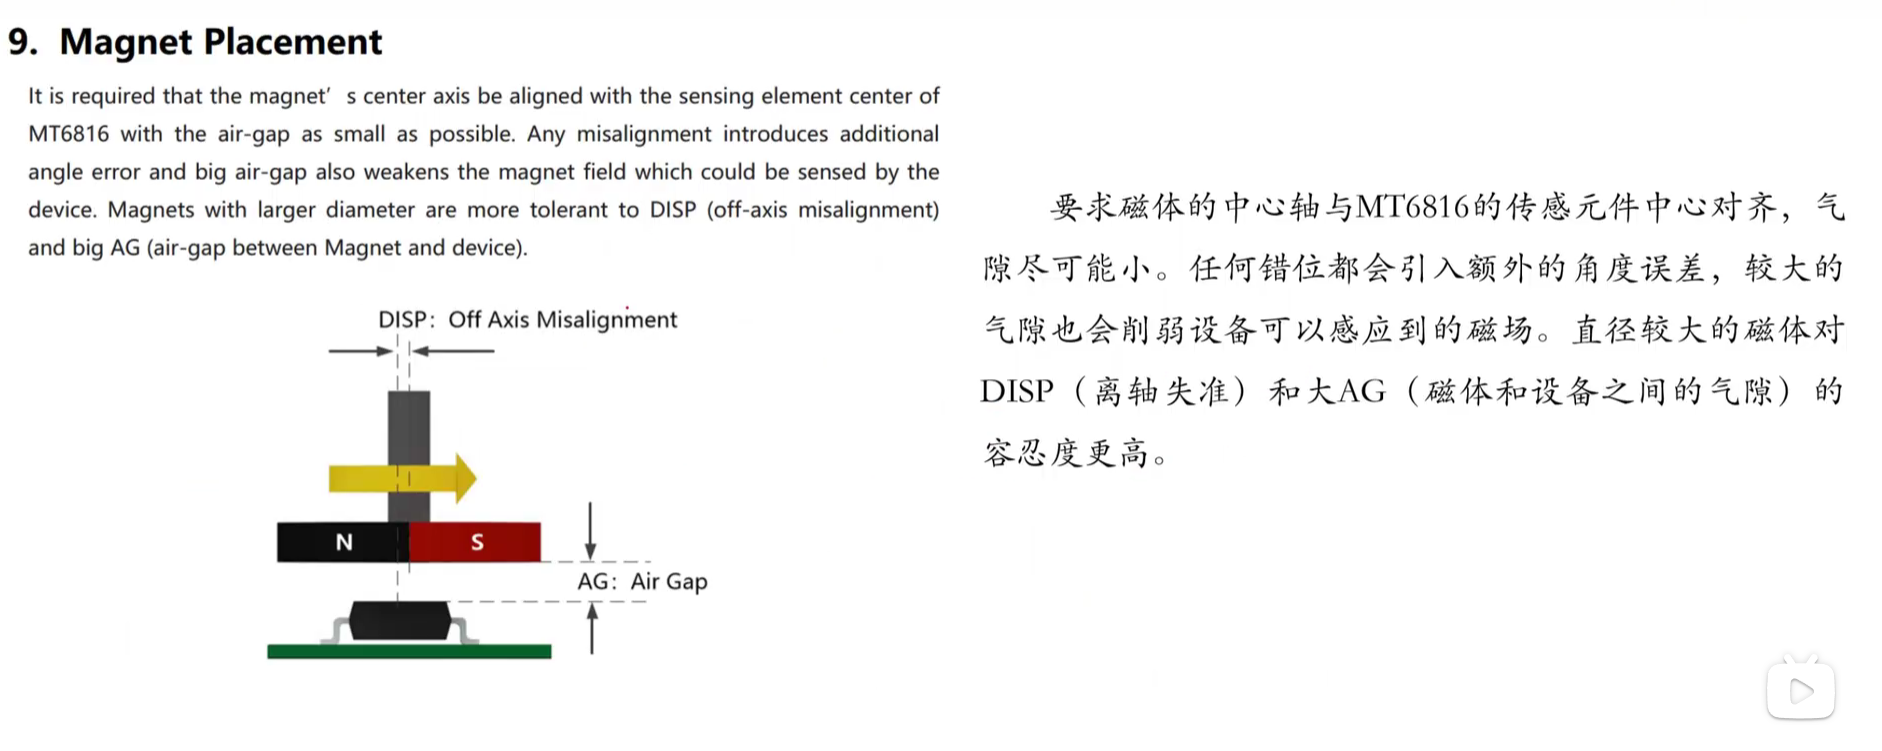 9. Magnet Placement
It is required that the magnet’ s center axis be aligned with the sensing element center of
MT6816 with the air-gap as small as possible. Any misalignment introduces additional
angle error and big air-gap also weakens the magnet field which could be sensed by the
device. Magnets with larger diameter are more tolerant to DISP (off-axis misalignment)
and big AG (air-gap between Magnet and device).
DISP: Off Axis Misalignment
N
S
AG: Air Gap
要求磁体的中心轴与MT6816的传感元件中心对齐，气
隙尽可能小。任何错位都会引入额外的角度误差，较大的
气隙也会削弱设备可以感应到的磁场。直径较大的磁体对
DISP（离轴失准）和大AG（磁体和设备之间的气隙）的
容忍度更高。